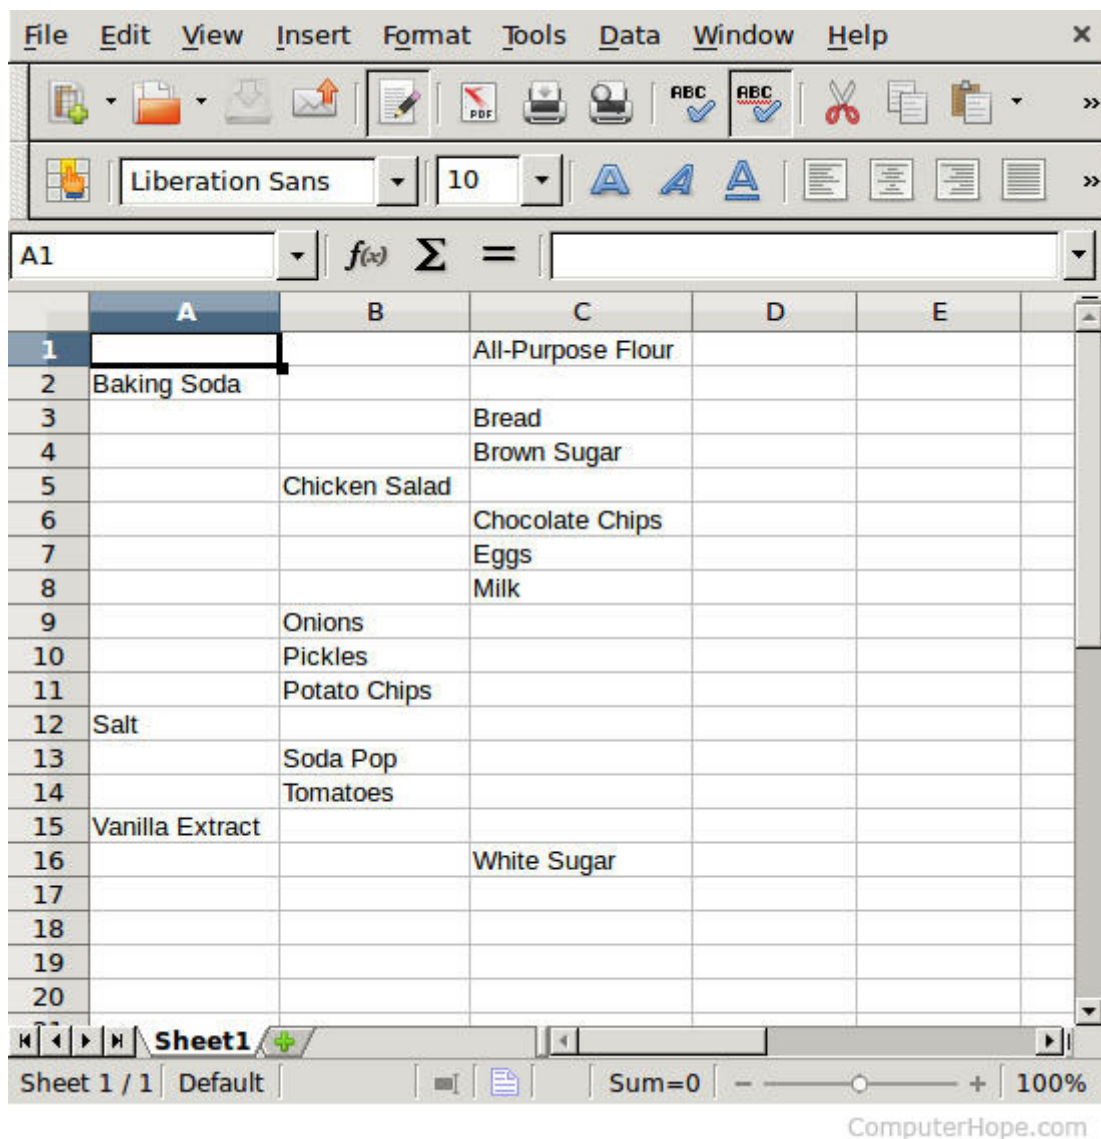 File Edit View Insert Format Tools Data Window Help ×
PDF ABC ABC »
Liberation Sans 10 A A A »
A1 f(x) Σ =
A B C D E
1 All-Purpose Flour
2 Baking Soda
3 Bread
4 Brown Sugar
5 Chicken Salad
6 Chocolate Chips
7 Eggs
8 Milk
9 Onions
10 Pickles
11 Potato Chips
12 Salt
13 Soda Pop
14 Tomatoes
15 Vanilla Extract
16 White Sugar
17
18
19
20
Sheet1
Sheet 1 / 1 Default Sum=0 − + 100%
ComputerHope.com